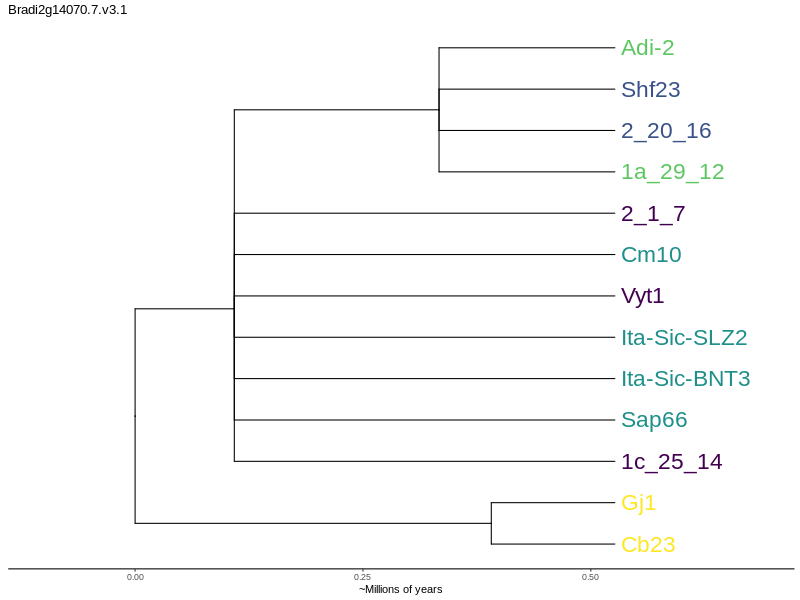 Bradi2g14070.7.v3.1
Adi-2
Shf23
2_20_16
1a_29_12
2_1_7
Cm10
Vyt1
Ita-Sic-SLZ2
Ita-Sic-BNT3
Sap66
1c_25_14
Gj1
Cb23
0.00 0.25 0.50
~Millions of years